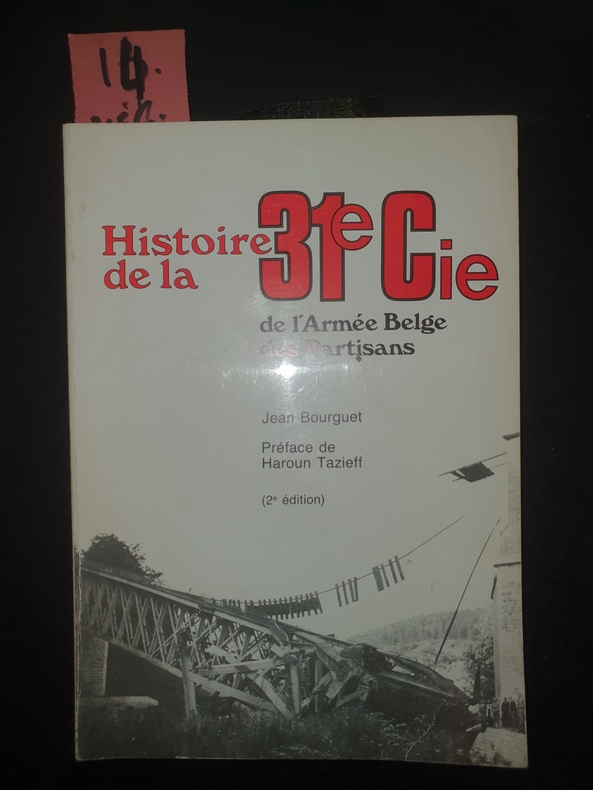 14.
Histoire
de la
31e Cie
de l'Armée Belge
des Partisans
Jean Bourguet
Préface de
Haroun Tazieff
(2e édition)